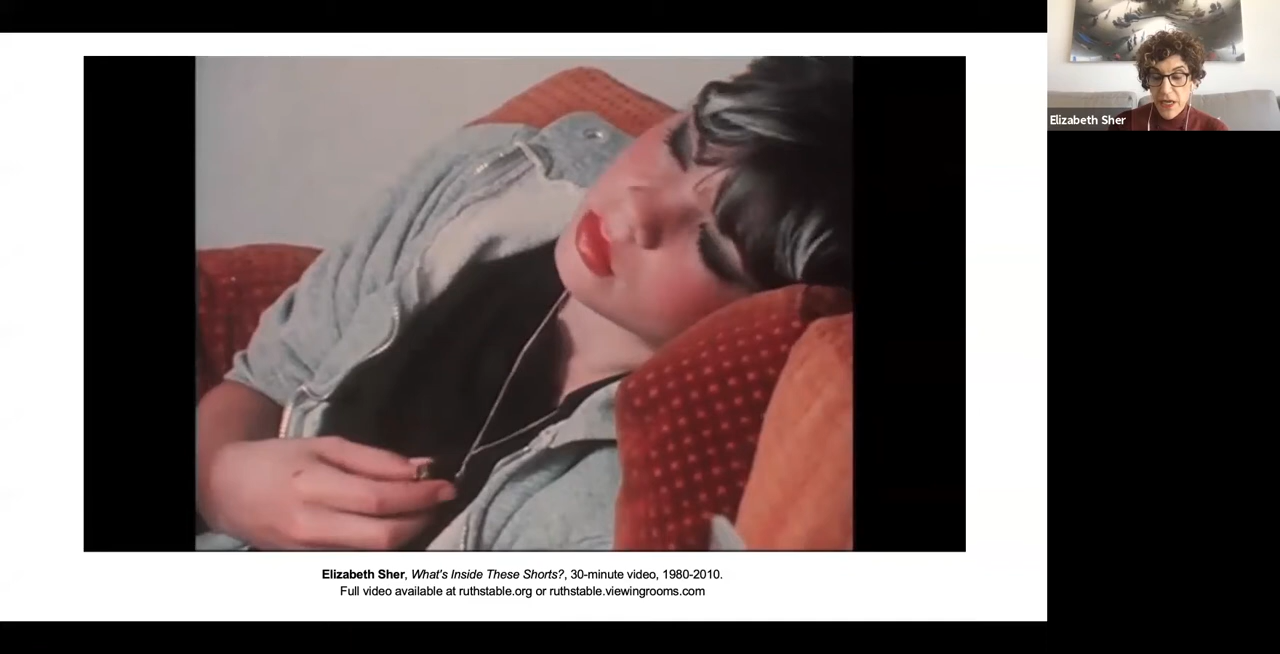 Elizabeth Sher
Elizabeth Sher, What's Inside These Shorts?, 30-minute video, 1980-2010.
Full video available at ruthstable.org or ruthstable.viewingrooms.com